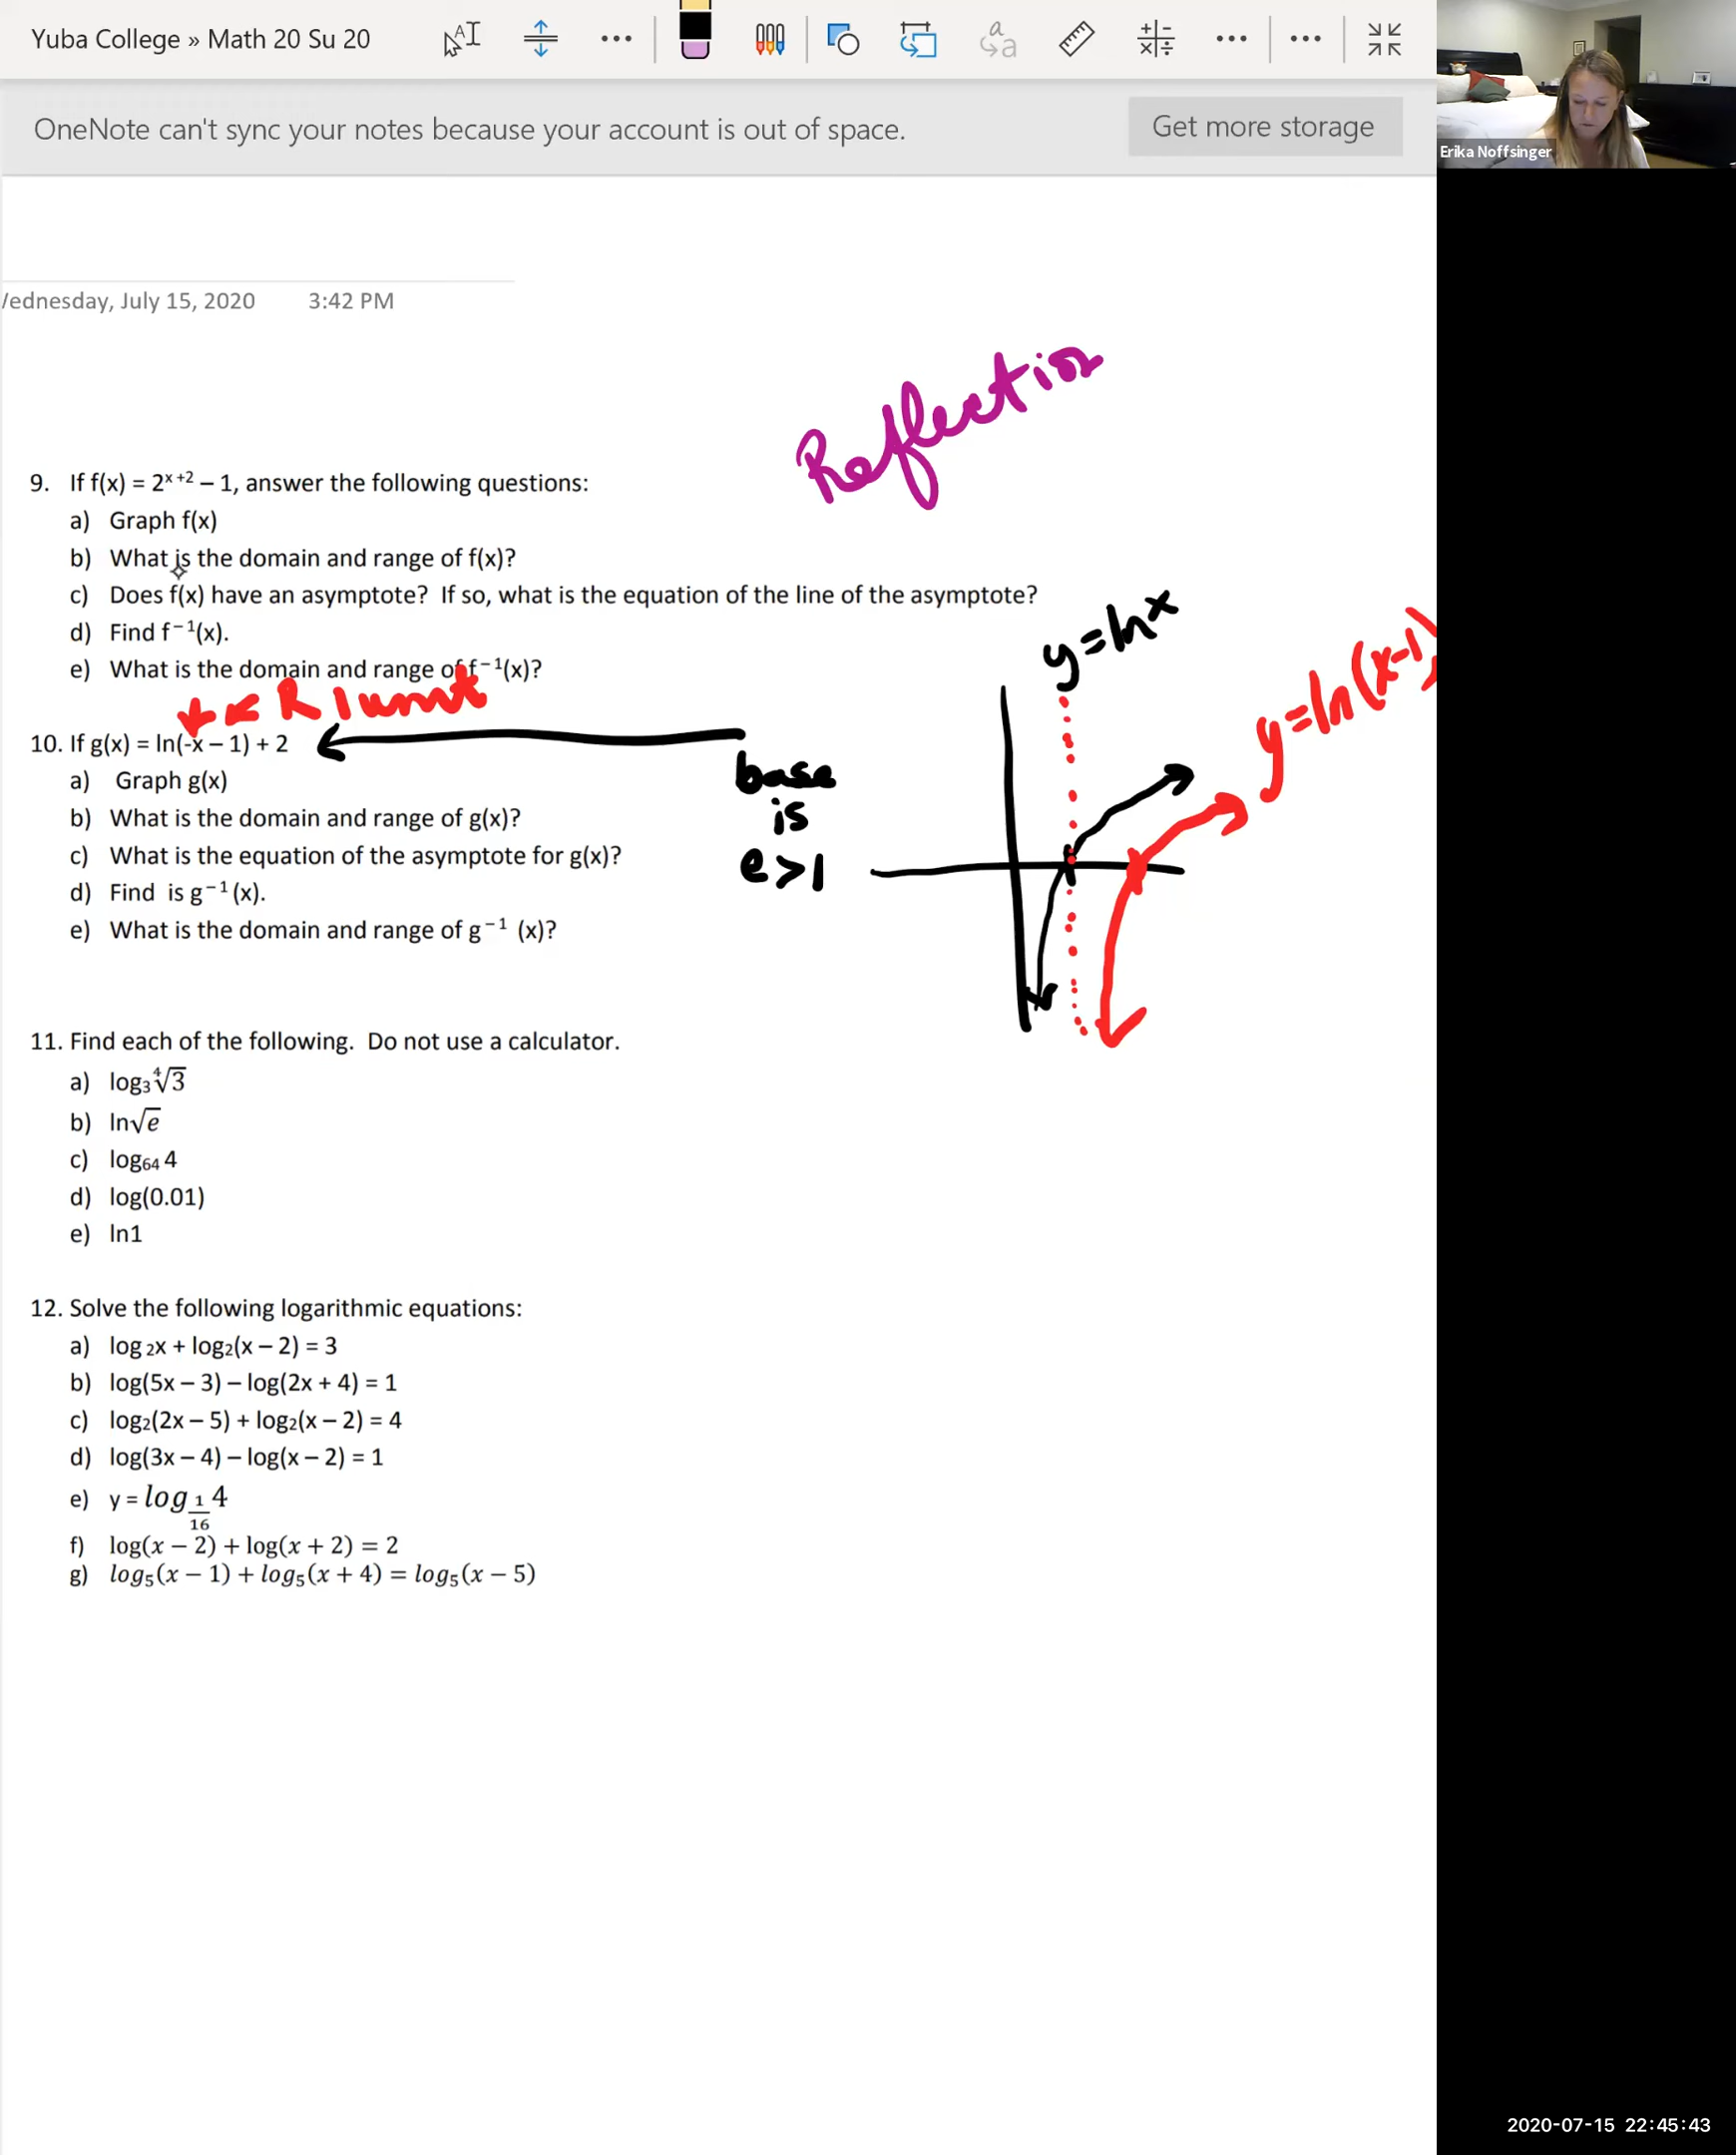 Yuba College » Math 20 Su 20
OneNote can't sync your notes because your account is out of space.
Get more storage
Erika Noffsinger
ednesday, July 15, 2020 3:42 PM
Reflection
9. If f(x) = 2ˣ⁺² – 1, answer the following questions:
a) Graph f(x)
b) What is the domain and range of f(x)?
c) Does f(x) have an asymptote? If so, what is the equation of the line of the asymptote?
d) Find f⁻¹(x).
e) What is the domain and range of f⁻¹(x)?
y=lnx
y=ln(x-1)
R 1 unit
10. If g(x) = ln(-x – 1) + 2
base
is
e>1
a) Graph g(x)
b) What is the domain and range of g(x)?
c) What is the equation of the asymptote for g(x)?
d) Find is g⁻¹(x).
e) What is the domain and range of g⁻¹ (x)?
11. Find each of the following. Do not use a calculator.
a) log₃⁴√3
b) ln√e
c) log₆₄ 4
d) log(0.01)
e) ln1
12. Solve the following logarithmic equations:
a) log ₂x + log₂(x – 2) = 3
b) log(5x – 3) – log(2x + 4) = 1
c) log₂(2x – 5) + log₂(x – 2) = 4
d) log(3x – 4) – log(x – 2) = 1
e) y = log_(1/16) 4
f) log(x − 2) + log(x + 2) = 2
g) log₅(x − 1) + log₅(x + 4) = log₅(x − 5)
2020-07-15 22:45:43